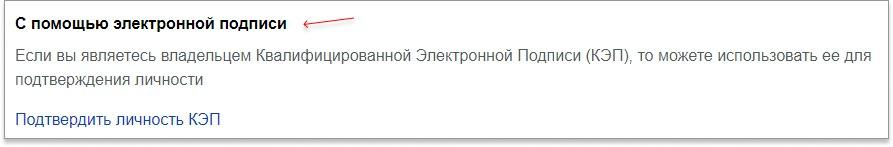 С помощью электронной подписи
Если вы являетесь владельцем Квалифицированной Электронной Подписи (КЭП), то можете использовать ее для
подтверждения личности
Подтвердить личность КЭП